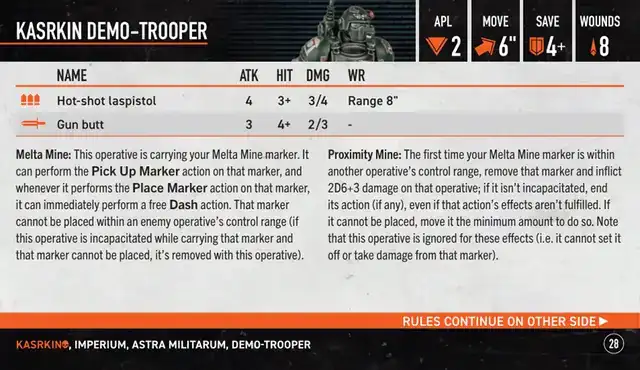 KASRKIN DEMO-TROOPER
APL
2
MOVE
6"
SAVE
4+
WOUNDS
8
NAME ATK HIT DMG WR
Hot-shot laspistol 4 3+ 3/4 Range 8"
Gun butt 3 4+ 2/3 -
Melta Mine: This operative is carrying your Melta Mine marker. It
can perform the Pick Up Marker action on that marker, and
whenever it performs the Place Marker action on that marker,
it can immediately perform a free Dash action. That marker
cannot be placed within an enemy operative's control range (if
this operative is incapacitated while carrying that marker and
that marker cannot be placed, it's removed with this operative).
Proximity Mine: The first time your Melta Mine marker is within
another operative's control range, remove that marker and inflict
2D6+3 damage on that operative; if it isn't incapacitated, end
its action (if any), even if that action's effects aren't fulfilled. If
it cannot be placed, move it the minimum amount to do so. Note
that this operative is ignored for these effects (i.e. it cannot set it
off or take damage from that marker).
RULES CONTINUE ON OTHER SIDE ▶
KASRKIN, IMPERIUM, ASTRA MILITARUM, DEMO-TROOPER
28